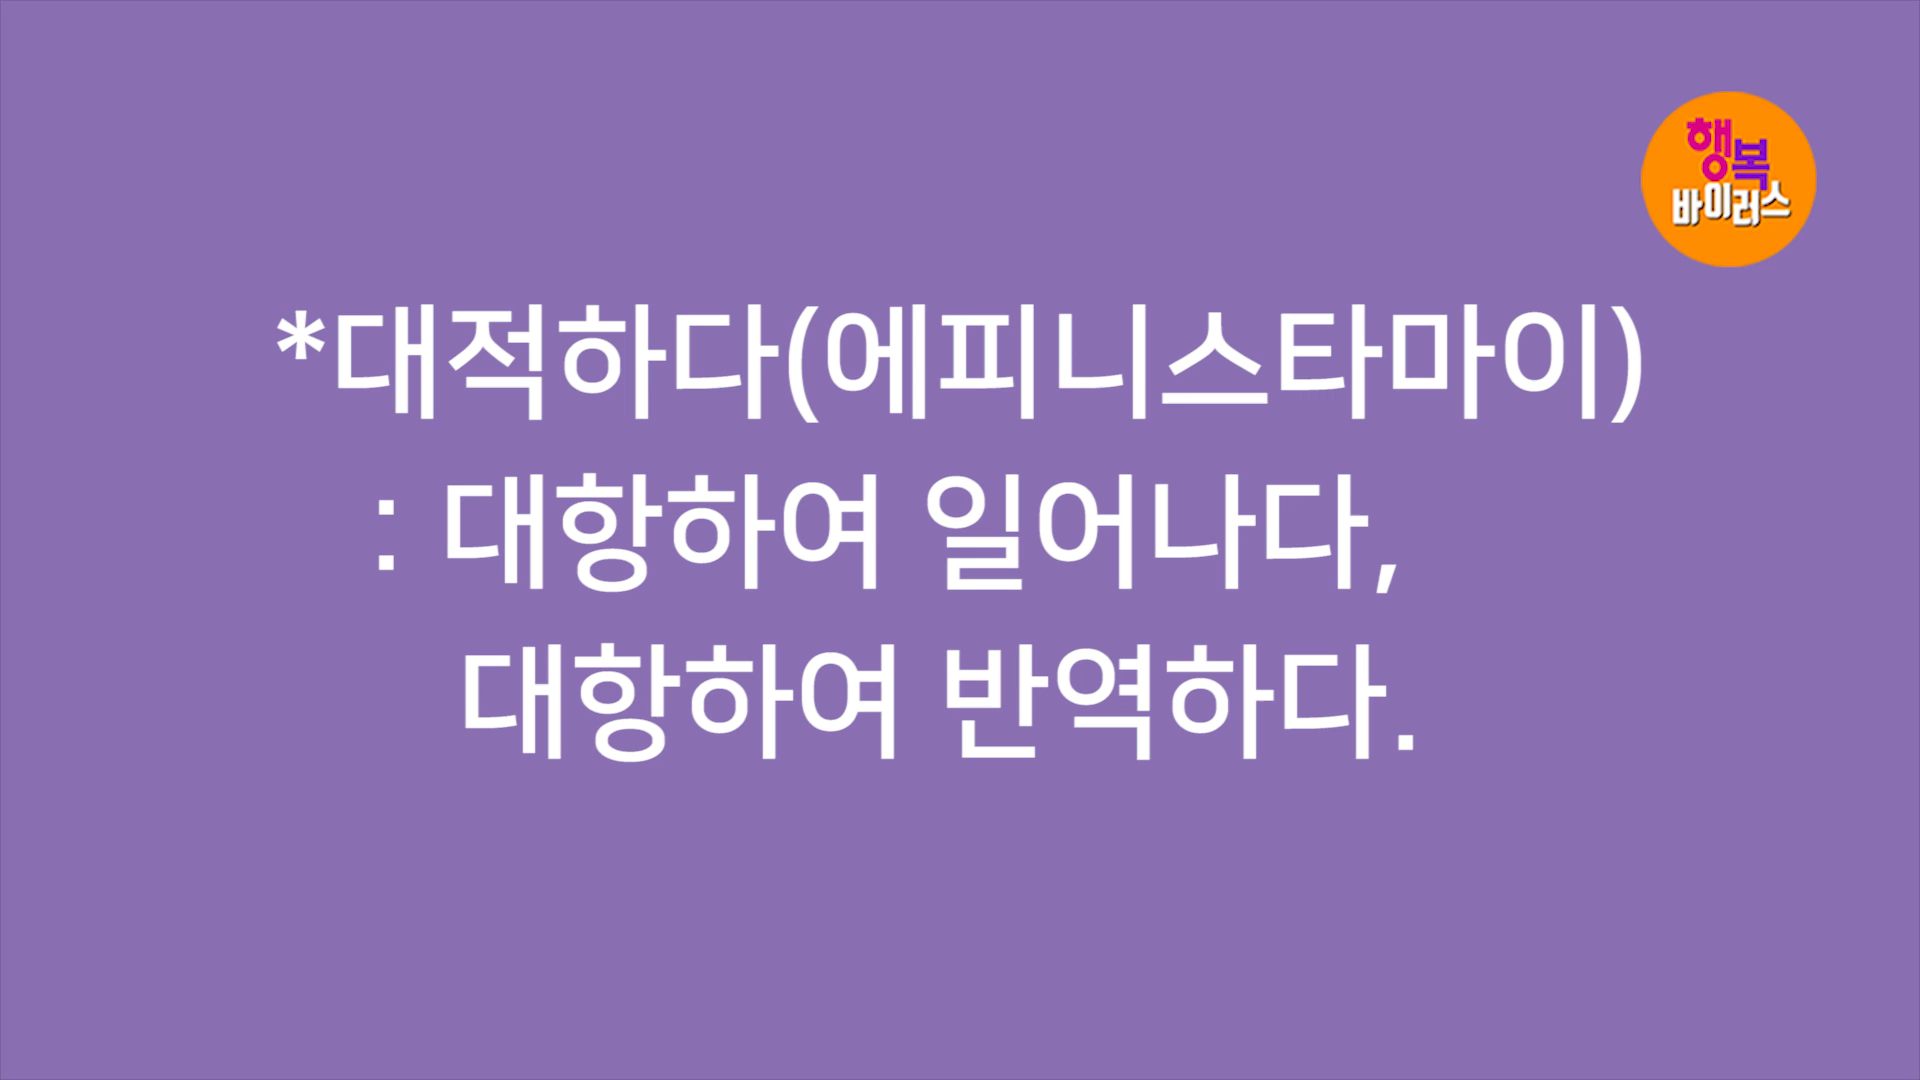 행복
바이러스
*대적하다(에피니스타마이)
: 대항하여 일어나다,
대항하여 반역하다.